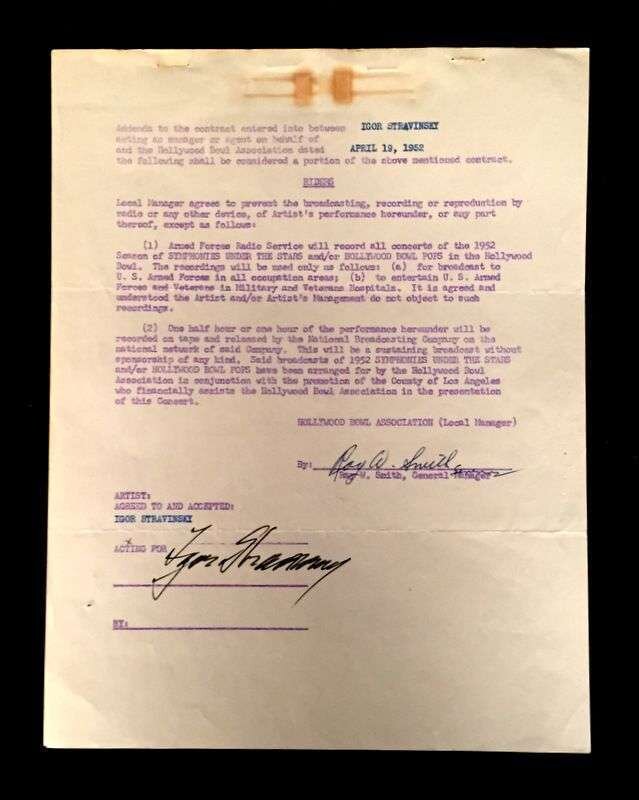 Addenda to the contract entered into between IGOR STRAVINSKY
acting as manager or agent on behalf of
and the Hollywood Bowl Association dated APRIL 19, 1952
the following shall be considered a portion of the above mentioned contract.
RIDERS
Local Manager agrees to prevent the broadcasting, recording or reproduction by
radio or any other device, of Artist's performance hereunder, or any part
thereof, except as follows:
(1) Armed Forces Radio Service will record all concerts of the 1952
Season of SYMPHONIES UNDER THE STARS and/or HOLLYWOOD BOWL POPS in the Hollywood
Bowl. The recordings will be used only as follows: (a) for broadcast to
U. S. Armed Forces in all occupation areas; (b) to entertain U. S. Armed
Forces and Veterans in Military and Veterans Hospitals. It is agreed and
understood the Artist and/or Artist's Management do not object to such
recordings.
(2) One half hour or one hour of the performance hereunder will be
recorded on tape and released by the National Broadcasting Company on the
national network of said Company. This will be a sustaining broadcast without
sponsorship of any kind. Said broadcasts of 1952 SYMPHONIES UNDER THE STARS
and/or HOLLYWOOD BOWL POPS have been arranged for by the Hollywood Bowl
Association in conjunction with the promotion of the County of Los Angeles
who financially assists the Hollywood Bowl Association in the presentation
of this Concert.
HOLLYWOOD BOWL ASSOCIATION (Local Manager)
By: Ray W. Smith
Ray W. Smith, General Manager
ARTIST:
AGREED TO AND ACCEPTED:
IGOR STRAVINSKY
ACTING FOR Igor Stravinsky
BY: